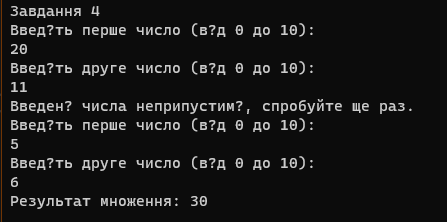 Завдання 4
Введ?ть перше число (в?д 0 до 10):
20
Введ?ть друге число (в?д 0 до 10):
11
Введен? числа неприпустим?, спробуйте ще раз.
Введ?ть перше число (в?д 0 до 10):
5
Введ?ть друге число (в?д 0 до 10):
6
Результат множення: 30